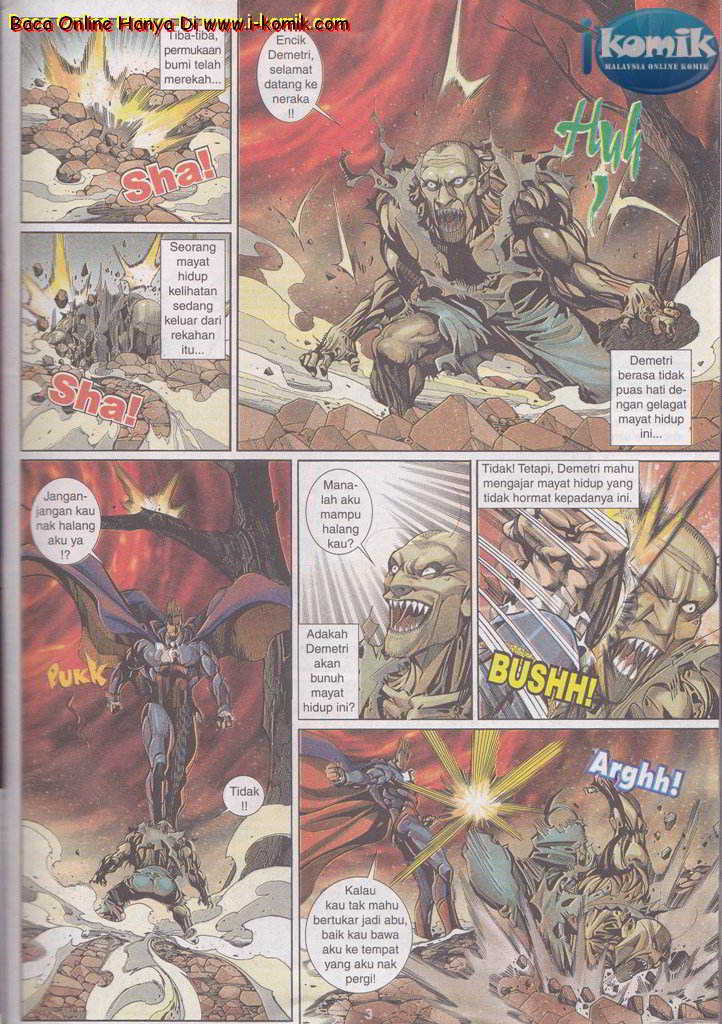 Baca Online Hanya Di www.i-komik.com
i komik
MALAYSIA ONLINE KOMIK
Tiba-tiba,
permukaan
bumi telah
merekah...
Sha!
Encik
Demetri,
selamat
datang ke
neraka
!!
Huh
!
Seorang
mayat
hidup
kelihatan
sedang
keluar dari
rekahan
itu...
Sha!
Demetri
berasa tidak
puas hati de-
ngan gelagat
mayat hidup
ini...
Jangan-
jangan kau
nak halang
aku ya
!?
PUKK
Tidak
!!
Mana-
lah aku
mampu
halang
kau?
Adakah
Demetri
akan
bunuh
mayat
hidup ini?
Tidak! Tetapi, Demetri mahu
mengajar mayat hidup yang
tidak hormat kepadanya ini.
BUSHH!
Arghh!
Kalau
kau tak mahu
bertukar jadi abu,
baik kau bawa
aku ke tempat
yang aku nak
pergi!
3